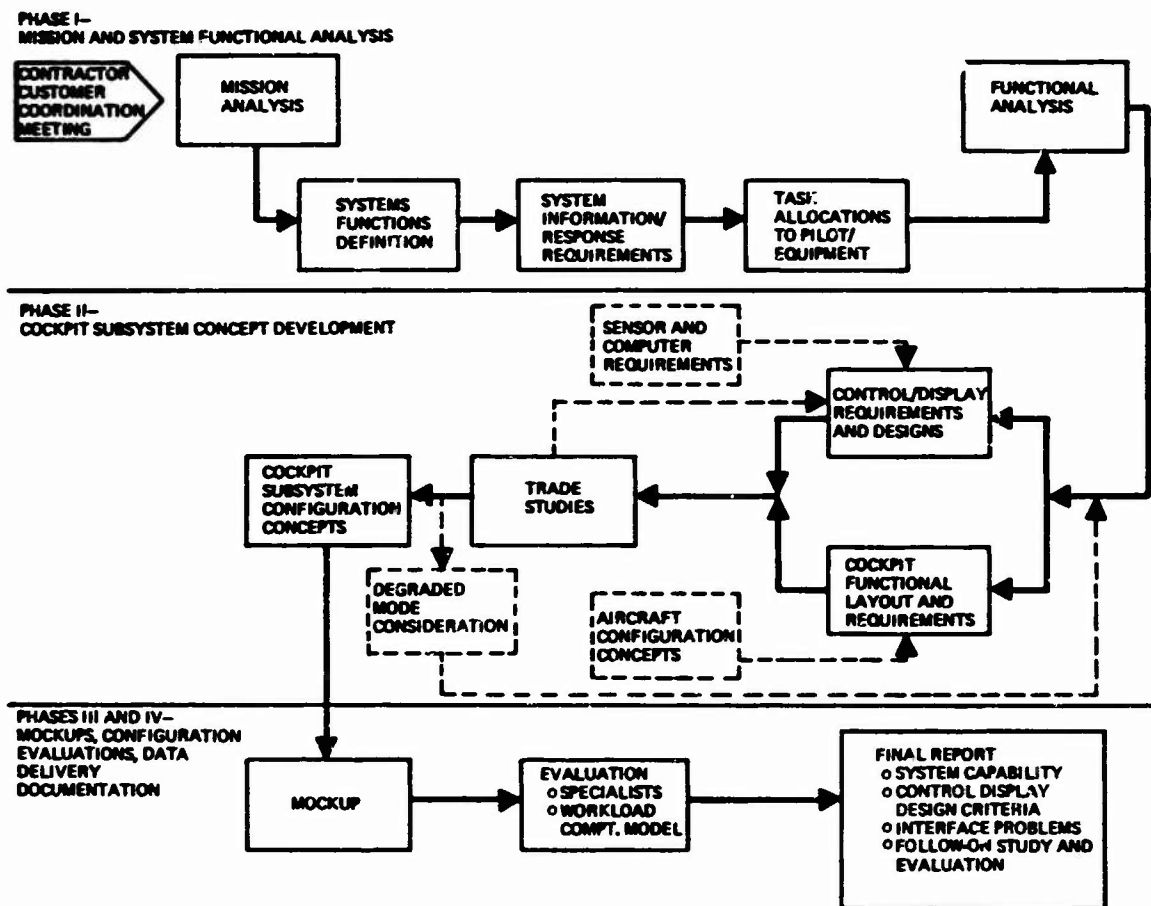 PHASE I–
MISSION AND SYSTEM FUNCTIONAL ANALYSIS
CONTRACTOR
CUSTOMER
COORDINATION
MEETING
MISSION
ANALYSIS
FUNCTIONAL
ANALYSIS
SYSTEMS
FUNCTIONS
DEFINITION
SYSTEM
INFORMATION/
RESPONSE
REQUIREMENTS
TASK
ALLOCATIONS
TO PILOT/
EQUIPMENT
PHASE II–
COCKPIT SUBSYSTEM CONCEPT DEVELOPMENT
SENSOR AND
COMPUTER
REQUIREMENTS
CONTROL/DISPLAY
REQUIREMENTS
AND DESIGNS
COCKPIT
SUBSYSTEM
CONFIGURATION
CONCEPTS
TRADE
STUDIES
DEGRADED
MODE
CONSIDERATION
AIRCRAFT
CONFIGURATION
CONCEPTS
COCKPIT
FUNCTIONAL
LAYOUT AND
REQUIREMENTS
PHASES III AND IV–
MOCKUPS, CONFIGURATION
EVALUATIONS, DATA
DELIVERY
DOCUMENTATION
MOCKUP
EVALUATION
o SPECIALISTS
o WORKLOAD
COMPT. MODEL
FINAL REPORT
o SYSTEM CAPABILITY
o CONTROL DISPLAY
DESIGN CRITERIA
o INTERFACE PROBLEMS
o FOLLOW-ON STUDY AND
EVALUATION